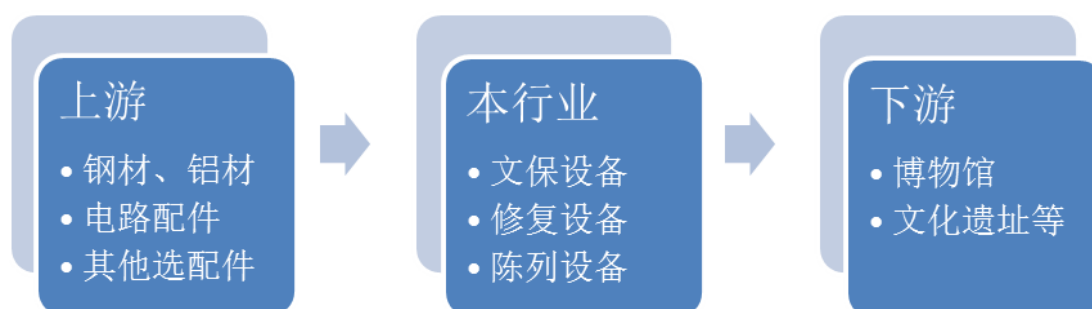 上游
• 钢材、铝材
• 电路配件
• 其他选配件
本行业
• 文保设备
• 修复设备
• 陈列设备
下游
• 博物馆
• 文化遗址等